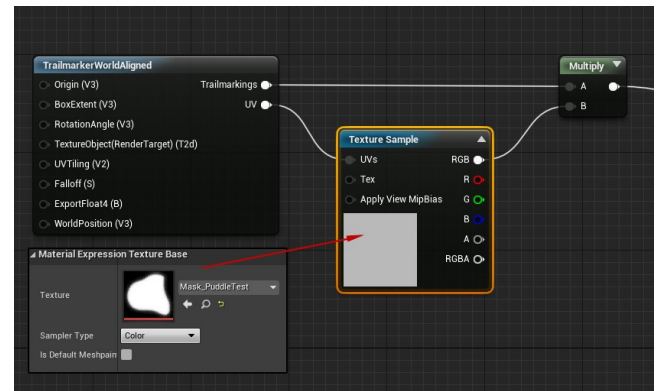 TrailmarkerWorldAligned
Origin (V3)
Trailmarkings
BoxExtent (V3)
UV
RotationAngle (V3)
TextureObject(RenderTarget) (T2d)
UVTiling (V2)
Falloff (S)
ExportFloat4 (B)
WorldPosition (V3)
Multiply
A
B
Texture Sample
UVs
RGB
Tex
R
Apply View MipBias
G
B
A
RGBA
Material Expression Texture Base
Texture
Mask_PuddleTest
Sampler Type
Color
Is Default Meshpain